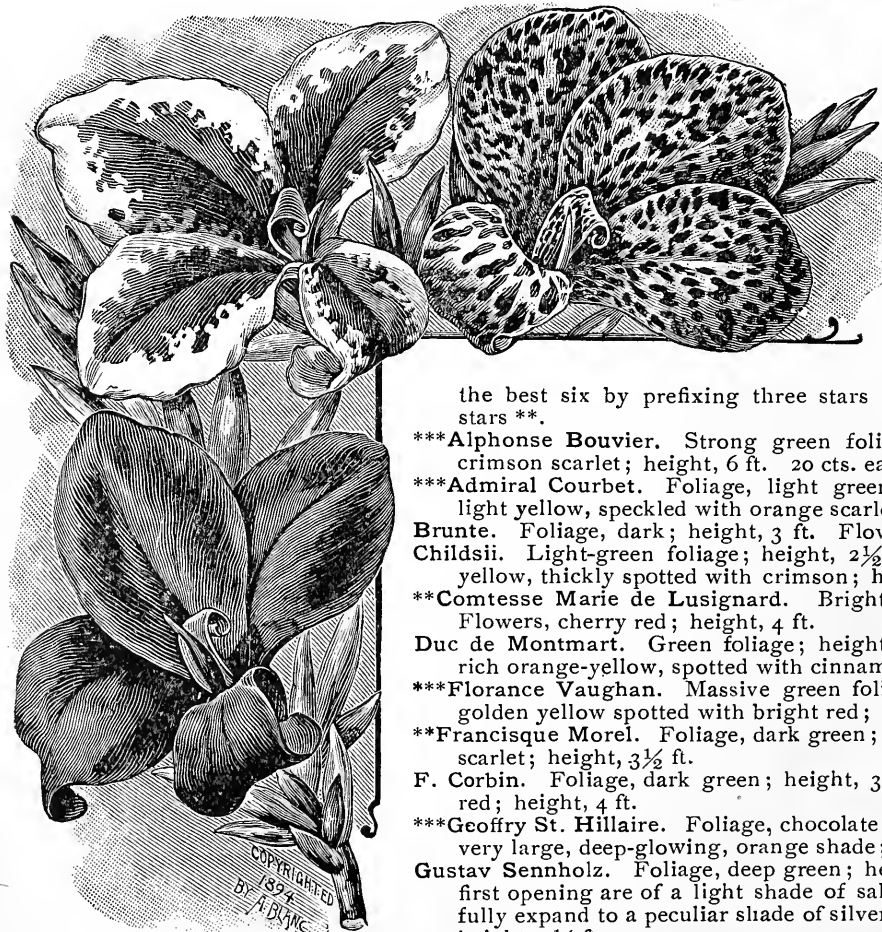 the best six by prefixing three stars
stars **.
***Alphonse Bouvier. Strong green foli
crimson scarlet; height, 6 ft. 20 cts. ea
***Admiral Courbet. Foliage, light green
light yellow, speckled with orange scarl
Brunte. Foliage, dark; height, 3 ft. Flov
Childsii. Light-green foliage; height, 2½
yellow, thickly spotted with crimson; h
**Comtesse Marie de Lusignard. Bright
Flowers, cherry red; height, 4 ft.
Duc de Montmart. Green foliage; height
rich orange-yellow, spotted with cinnam
***Florance Vaughan. Massive green foli
golden yellow spotted with bright red;
**Francisque Morel. Foliage, dark green;
scarlet; height, 3½ ft.
F. Corbin. Foliage, dark green; height, 3
red; height, 4 ft.
***Geoffry St. Hillaire. Foliage, chocolate
very large, deep-glowing, orange shade;
Gustav Sennholz. Foliage, deep green; he
first opening are of a light shade of sal
fully expand to a peculiar shade of silver
COPYRIGHTED
1894
BY A. BLANC